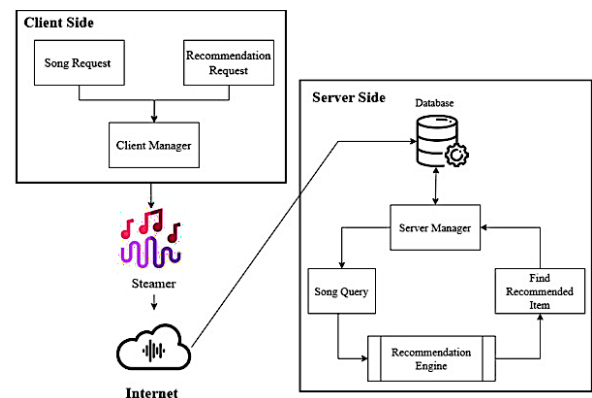 Client Side
Song Request
Recommendation
Request
Client Manager
Steamer
Internet
Server Side
Database
Server Manager
Song Query
Find
Recommended
Item
Recommendation
Engine